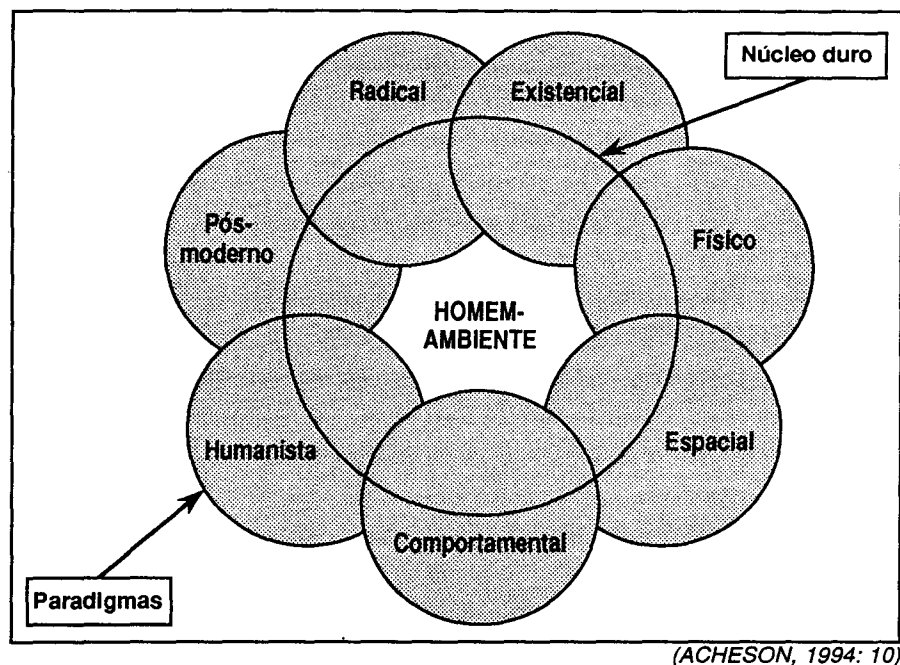 Núcleo duro
Radical
Existencial
Pós-
moderno
Físico
HOMEM-
AMBIENTE
Humanista
Espacial
Comportamental
Paradigmas
(ACHESON, 1994: 10)